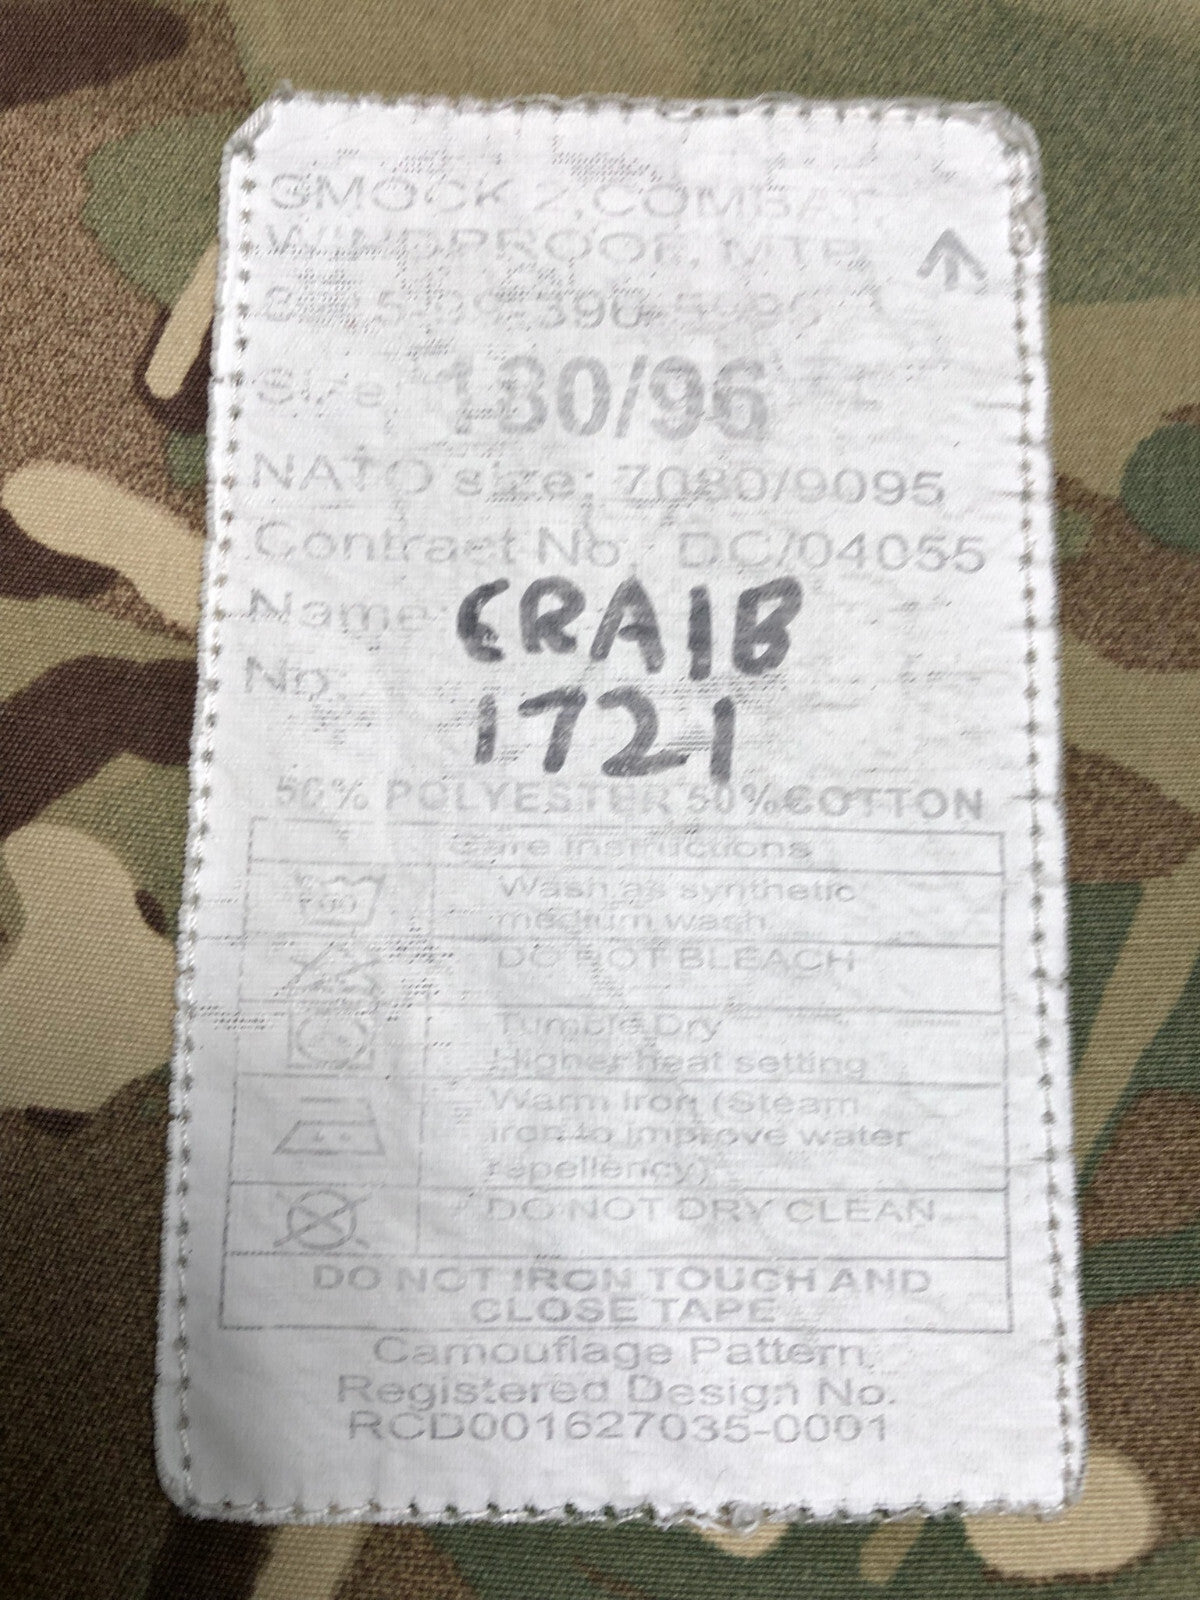 SMOCK 2, COMBAT,
WINDPROOF, MTP
Size 180/96
NATO size: 7080/9095
Contract No. DC/04055
Name: CRAIB
No. 1721
50% POLYESTER 50% COTTON
Care Instructions
Wash as synthetic
medium wash
DO NOT BLEACH
Tumble Dry
Higher heat setting
Warm iron (Steam
iron to improve water
repellency)
DO NOT DRY CLEAN
DO NOT IRON TOUCH AND
CLOSE TAPE
Camouflage Pattern
Registered Design No.
RCD001627035-0001